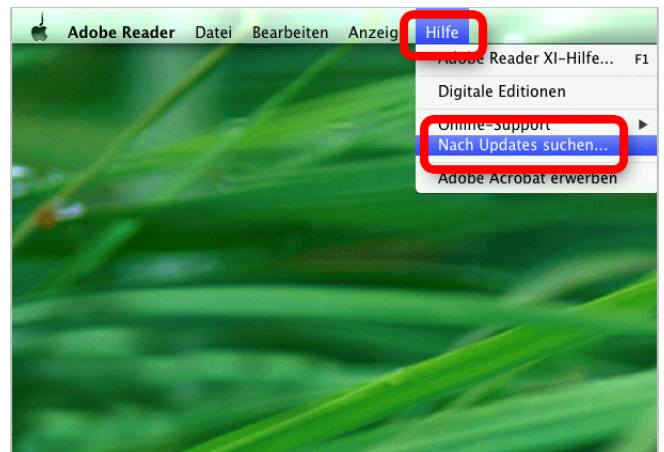 Adobe Reader Datei Bearbeiten Anzeig Hilfe
Adobe Reader XI-Hilfe... F1
Digitale Editionen
Online-Support
Nach Updates suchen...
Adobe Acrobat erwerben